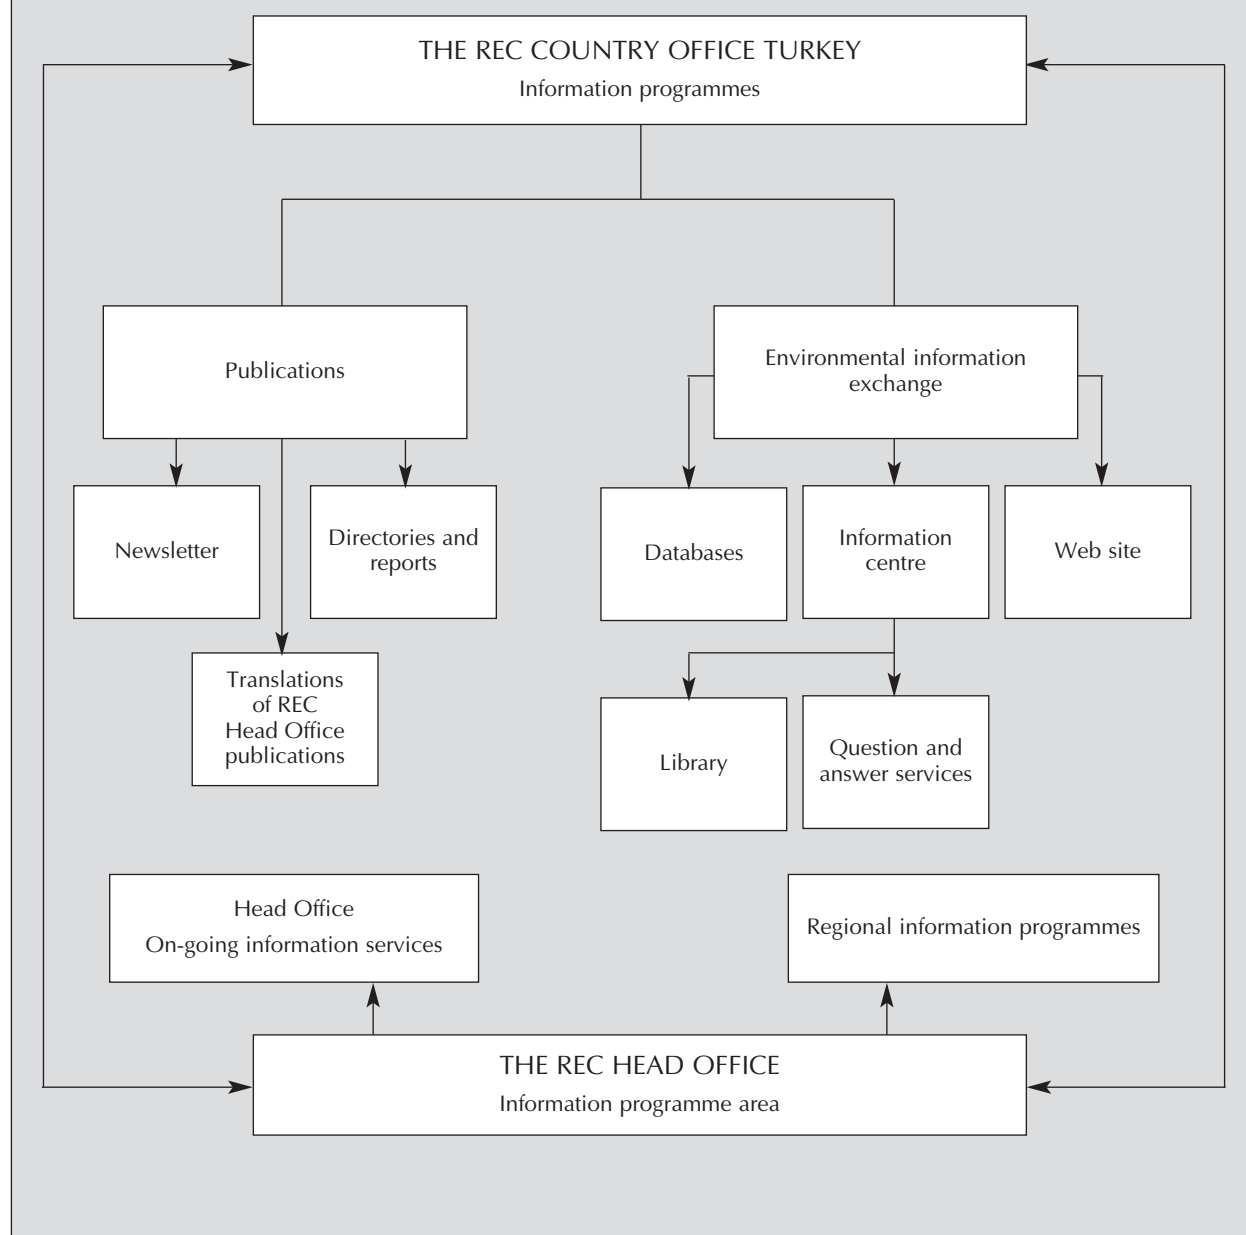 THE REC COUNTRY OFFICE TURKEY
Information programmes
Publications
Environmental information
exchange
Newsletter
Directories and
reports
Databases
Information
centre
Web site
Translations
of REC
Head Office
publications
Library
Question and
answer services
Head Office
On-going information services
Regional information programmes
THE REC HEAD OFFICE
Information programme area